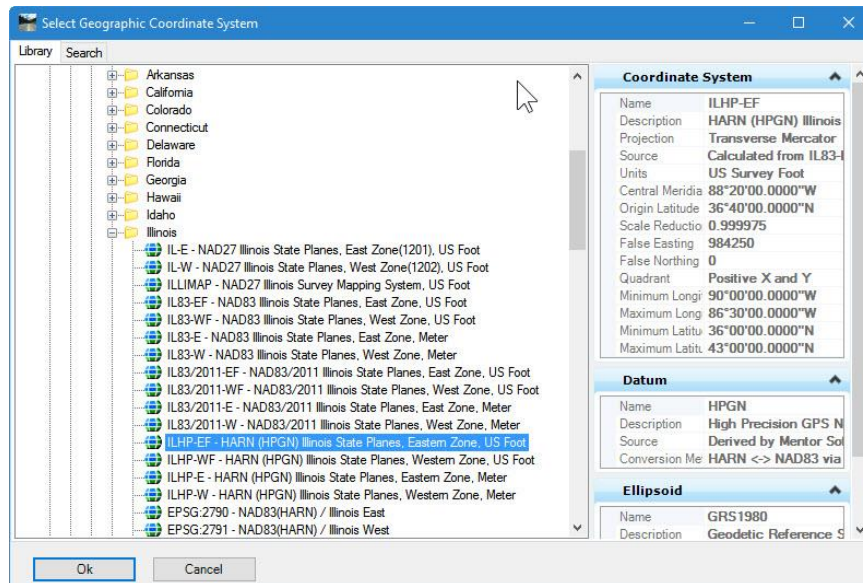 Select Geographic Coordinate System
Library Search
Arkansas
California
Colorado
Connecticut
Delaware
Florida
Georgia
Hawaii
Idaho
Illinois
IL-E - NAD27 Illinois State Planes, East Zone(1201), US Foot
IL-W - NAD27 Illinois State Planes, West Zone(1202), US Foot
ILLIMAP - NAD27 Illinois Survey Mapping System, US Foot
IL83-EF - NAD83 Illinois State Planes, East Zone, US Foot
IL83-WF - NAD83 Illinois State Planes, West Zone, US Foot
IL83-E - NAD83 Illinois State Planes, East Zone, Meter
IL83-W - NAD83 Illinois State Planes, West Zone, Meter
IL83/2011-EF - NAD83/2011 Illinois State Planes, East Zone, US Foot
IL83/2011-WF - NAD83/2011 Illinois State Planes, West Zone, US Foot
IL83/2011-E - NAD83/2011 Illinois State Planes, East Zone, Meter
IL83/2011-W - NAD83/2011 Illinois State Planes, West Zone, Meter
ILHP-EF - HARN (HPGN) Illinois State Planes, Eastern Zone, US Foot
ILHP-WF - HARN (HPGN) Illinois State Planes, Western Zone, US Foot
ILHP-E - HARN (HPGN) Illinois State Planes, Eastern Zone, Meter
ILHP-W - HARN (HPGN) Illinois State Planes, Western Zone, Meter
EPSG:2790 - NAD83(HARN) / Illinois East
EPSG:2791 - NAD83(HARN) / Illinois West
Coordinate System
Name ILHP-EF
Description HARN (HPGN) Illinois
Projection Transverse Mercator
Source Calculated from IL83-
Units US Survey Foot
Central Meridia 88°20'00.0000"W
Origin Latitude 36°40'00.0000"N
Scale Reductio 0.999975
False Easting 984250
False Northing 0
Quadrant Positive X and Y
Minimum Longi 90°00'00.0000"W
Maximum Long 86°30'00.0000"W
Minimum Latitu 36°00'00.0000"N
Maximum Latit 43°00'00.0000"N
Datum
Name HPGN
Description High Precision GPS N
Source Derived by Mentor So
Conversion Me HARN <-> NAD83 via
Ellipsoid
Name GRS1980
Description Geodetic Reference S
Ok Cancel